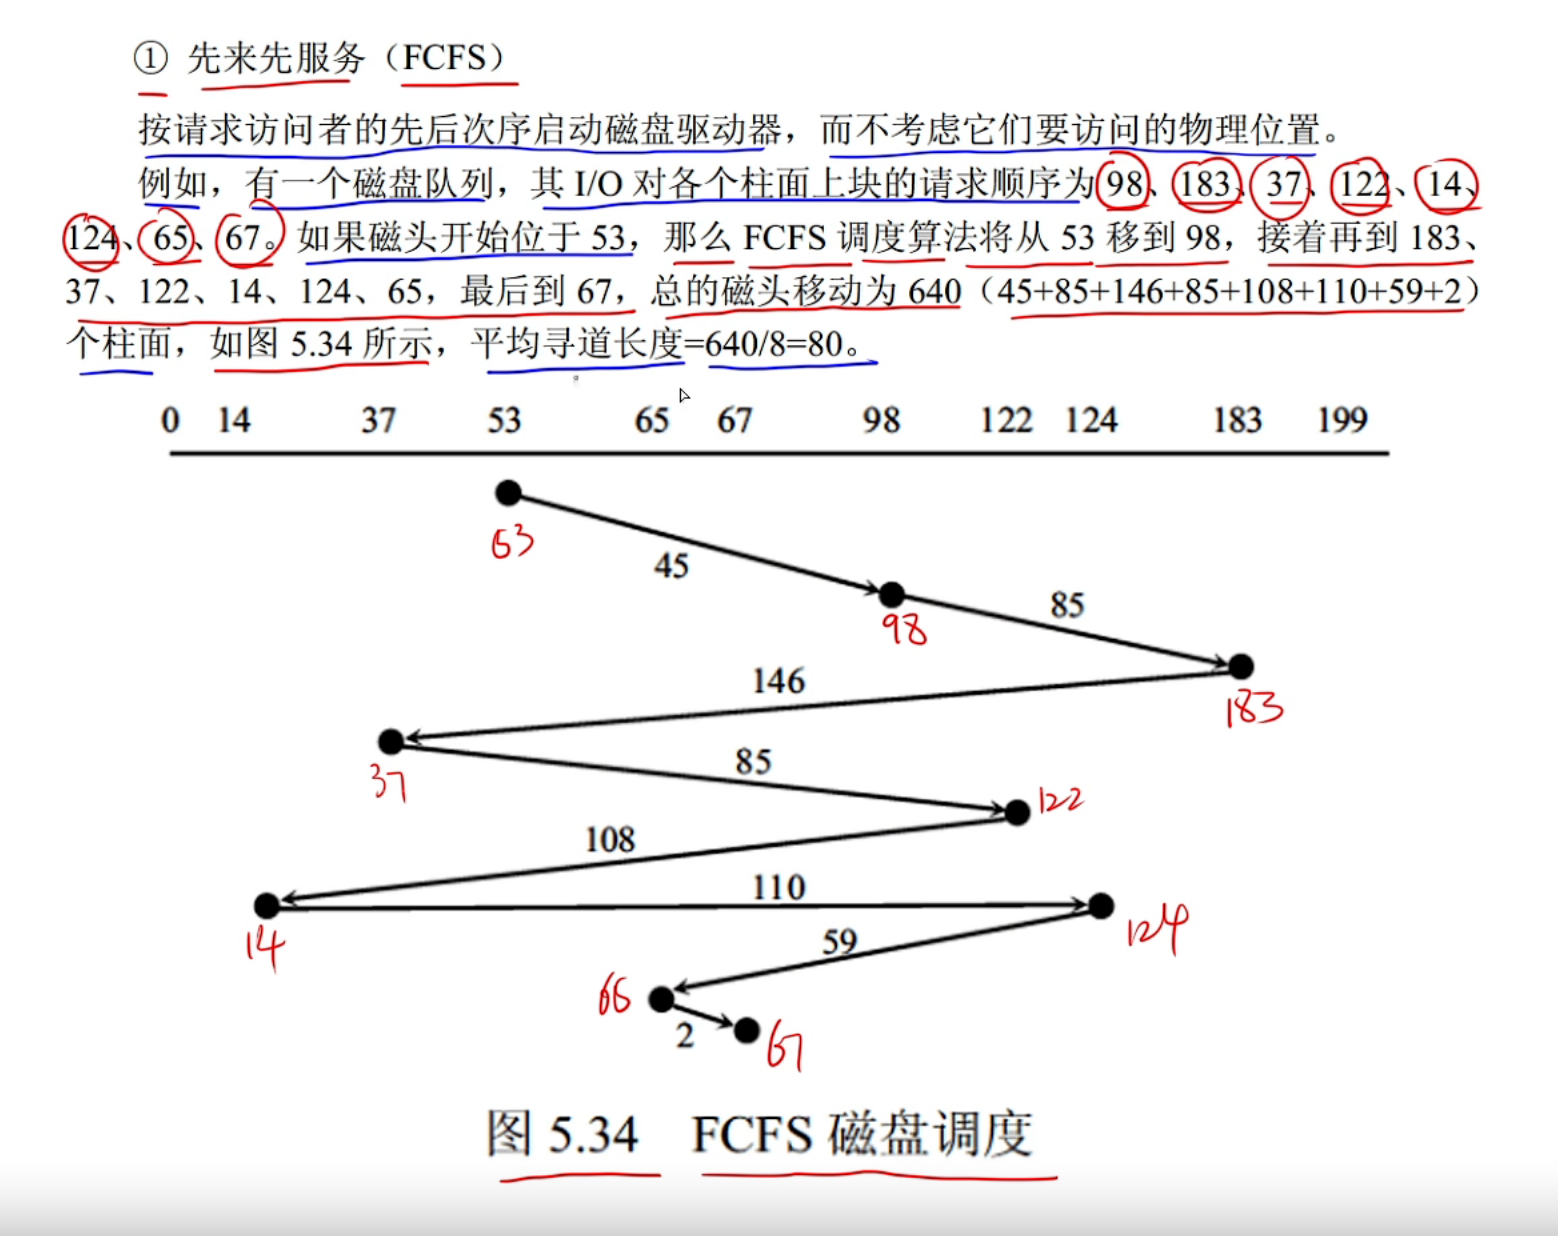 ① 先来先服务（FCFS）
按请求访问者的先后次序启动磁盘驱动器，而不考虑它们要访问的物理位置。
例如，有一个磁盘队列，其 I/O 对各个柱面上块的请求顺序为 98、183、37、122、14、
124、65、67。如果磁头开始位于 53，那么 FCFS 调度算法将从 53 移到 98，接着再到 183、
37、122、14、124、65，最后到 67，总的磁头移动为 640（45+85+146+85+108+110+59+2）
个柱面，如图 5.34 所示，平均寻道长度=640/8=80。
0 14 37 53 65 67 98 122 124 183 199
53
45
98
85
183
146
37
85
122
108
14
110
124
59
65
2
67
图 5.34 FCFS 磁盘调度